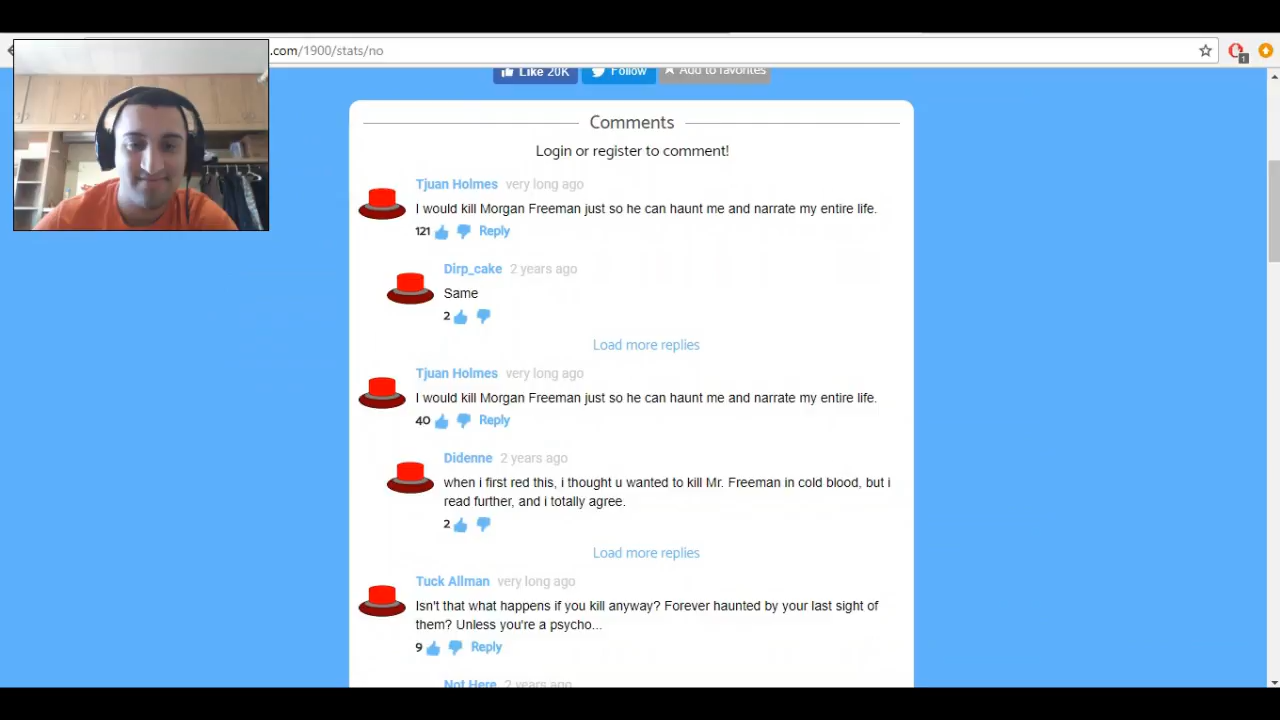 .com/1900/stats/no
1
Like 20K Follow Add to favorites
Comments
Login or register to comment!
Tjuan Holmes very long ago
I would kill Morgan Freeman just so he can haunt me and narrate my entire life.
121 Reply
Dirp_cake 2 years ago
Same
2
Load more replies
Tjuan Holmes very long ago
I would kill Morgan Freeman just so he can haunt me and narrate my entire life.
40 Reply
Didenne 2 years ago
when i first red this, i thought u wanted to kill Mr. Freeman in cold blood, but i
read further, and i totally agree.
2
Load more replies
Tuck Allman very long ago
Isn't that what happens if you kill anyway? Forever haunted by your last sight of
them? Unless you're a psycho...
9 Reply
Not Here 2 years ago